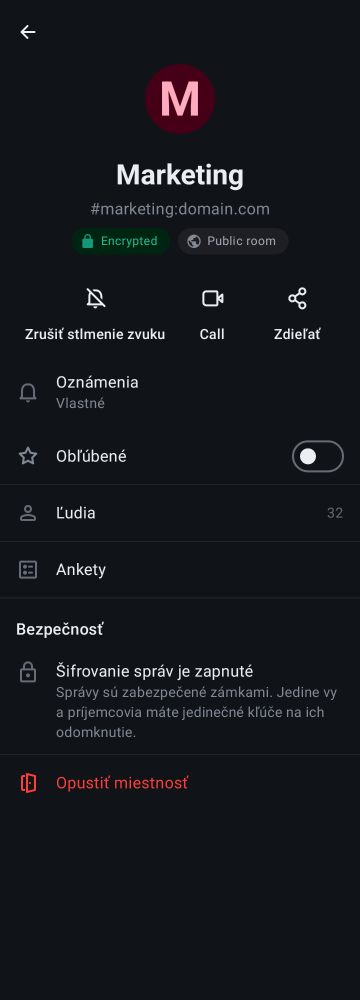 M
Marketing
#marketing:domain.com
Encrypted
Public room
Zrušiť stlmenie zvuku
Call
Zdieľať
Oznámenia
Vlastné
Obľúbené
Ľudia
32
Ankety
Bezpečnosť
Šifrovanie správ je zapnuté
Správy sú zabezpečené zámkami. Jedine vy
a príjemcovia máte jedinečné kľúče na ich
odomknutie.
Opustiť miestnosť